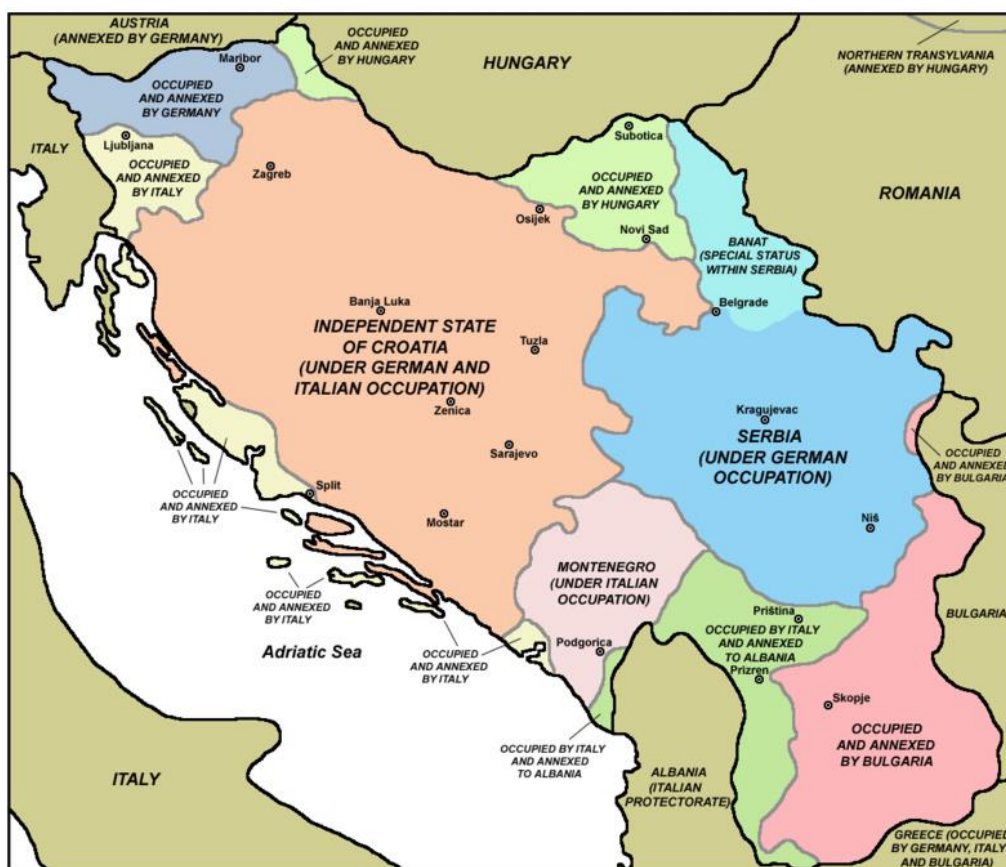 AUSTRIA
(ANNEXED BY GERMANY)
Maribor
OCCUPIED
AND ANNEXED
BY HUNGARY
HUNGARY
NORTHERN TRANSYLVANIA
(ANNEXED BY HUNGARY)
OCCUPIED
AND ANNEXED
BY GERMANY
ITALY
Ljubljana
OCCUPIED
AND ANNEXED
BY ITALY
Zagreb
Subotica
OCCUPIED
AND ANNEXED
BY HUNGARY
ROMANIA
Osijek
Novi Sad
BANAT
(SPECIAL STATUS
WITHIN SERBIA)
Belgrade
Banja Luka
INDEPENDENT STATE
OF CROATIA
(UNDER GERMAN AND
ITALIAN OCCUPATION)
Tuzla
Zenica
Sarajevo
Kragujevac
SERBIA
(UNDER GERMAN
OCCUPATION)
OCCUPIED
AND ANNEXED
BY BULGARIA
OCCUPIED
AND ANNEXED
BY ITALY
Split
Mostar
Niš
MONTENEGRO
(UNDER ITALIAN
OCCUPATION)
OCCUPIED
AND ANNEXED
BY ITALY
Priština
BULGARIA
OCCUPIED BY ITALY
AND ANNEXED
TO ALBANIA
Adriatic Sea
Podgorica
OCCUPIED
AND ANNEXED
BY ITALY
Prizren
Skopje
OCCUPIED
AND ANNEXED
BY BULGARIA
OCCUPIED BY ITALY
AND ANNEXED
TO ALBANIA
ITALY
ALBANIA
(ITALIAN
PROTECTORATE)
GREECE (OCCUPIED
BY GERMANY, ITALY
AND BULGARIA)